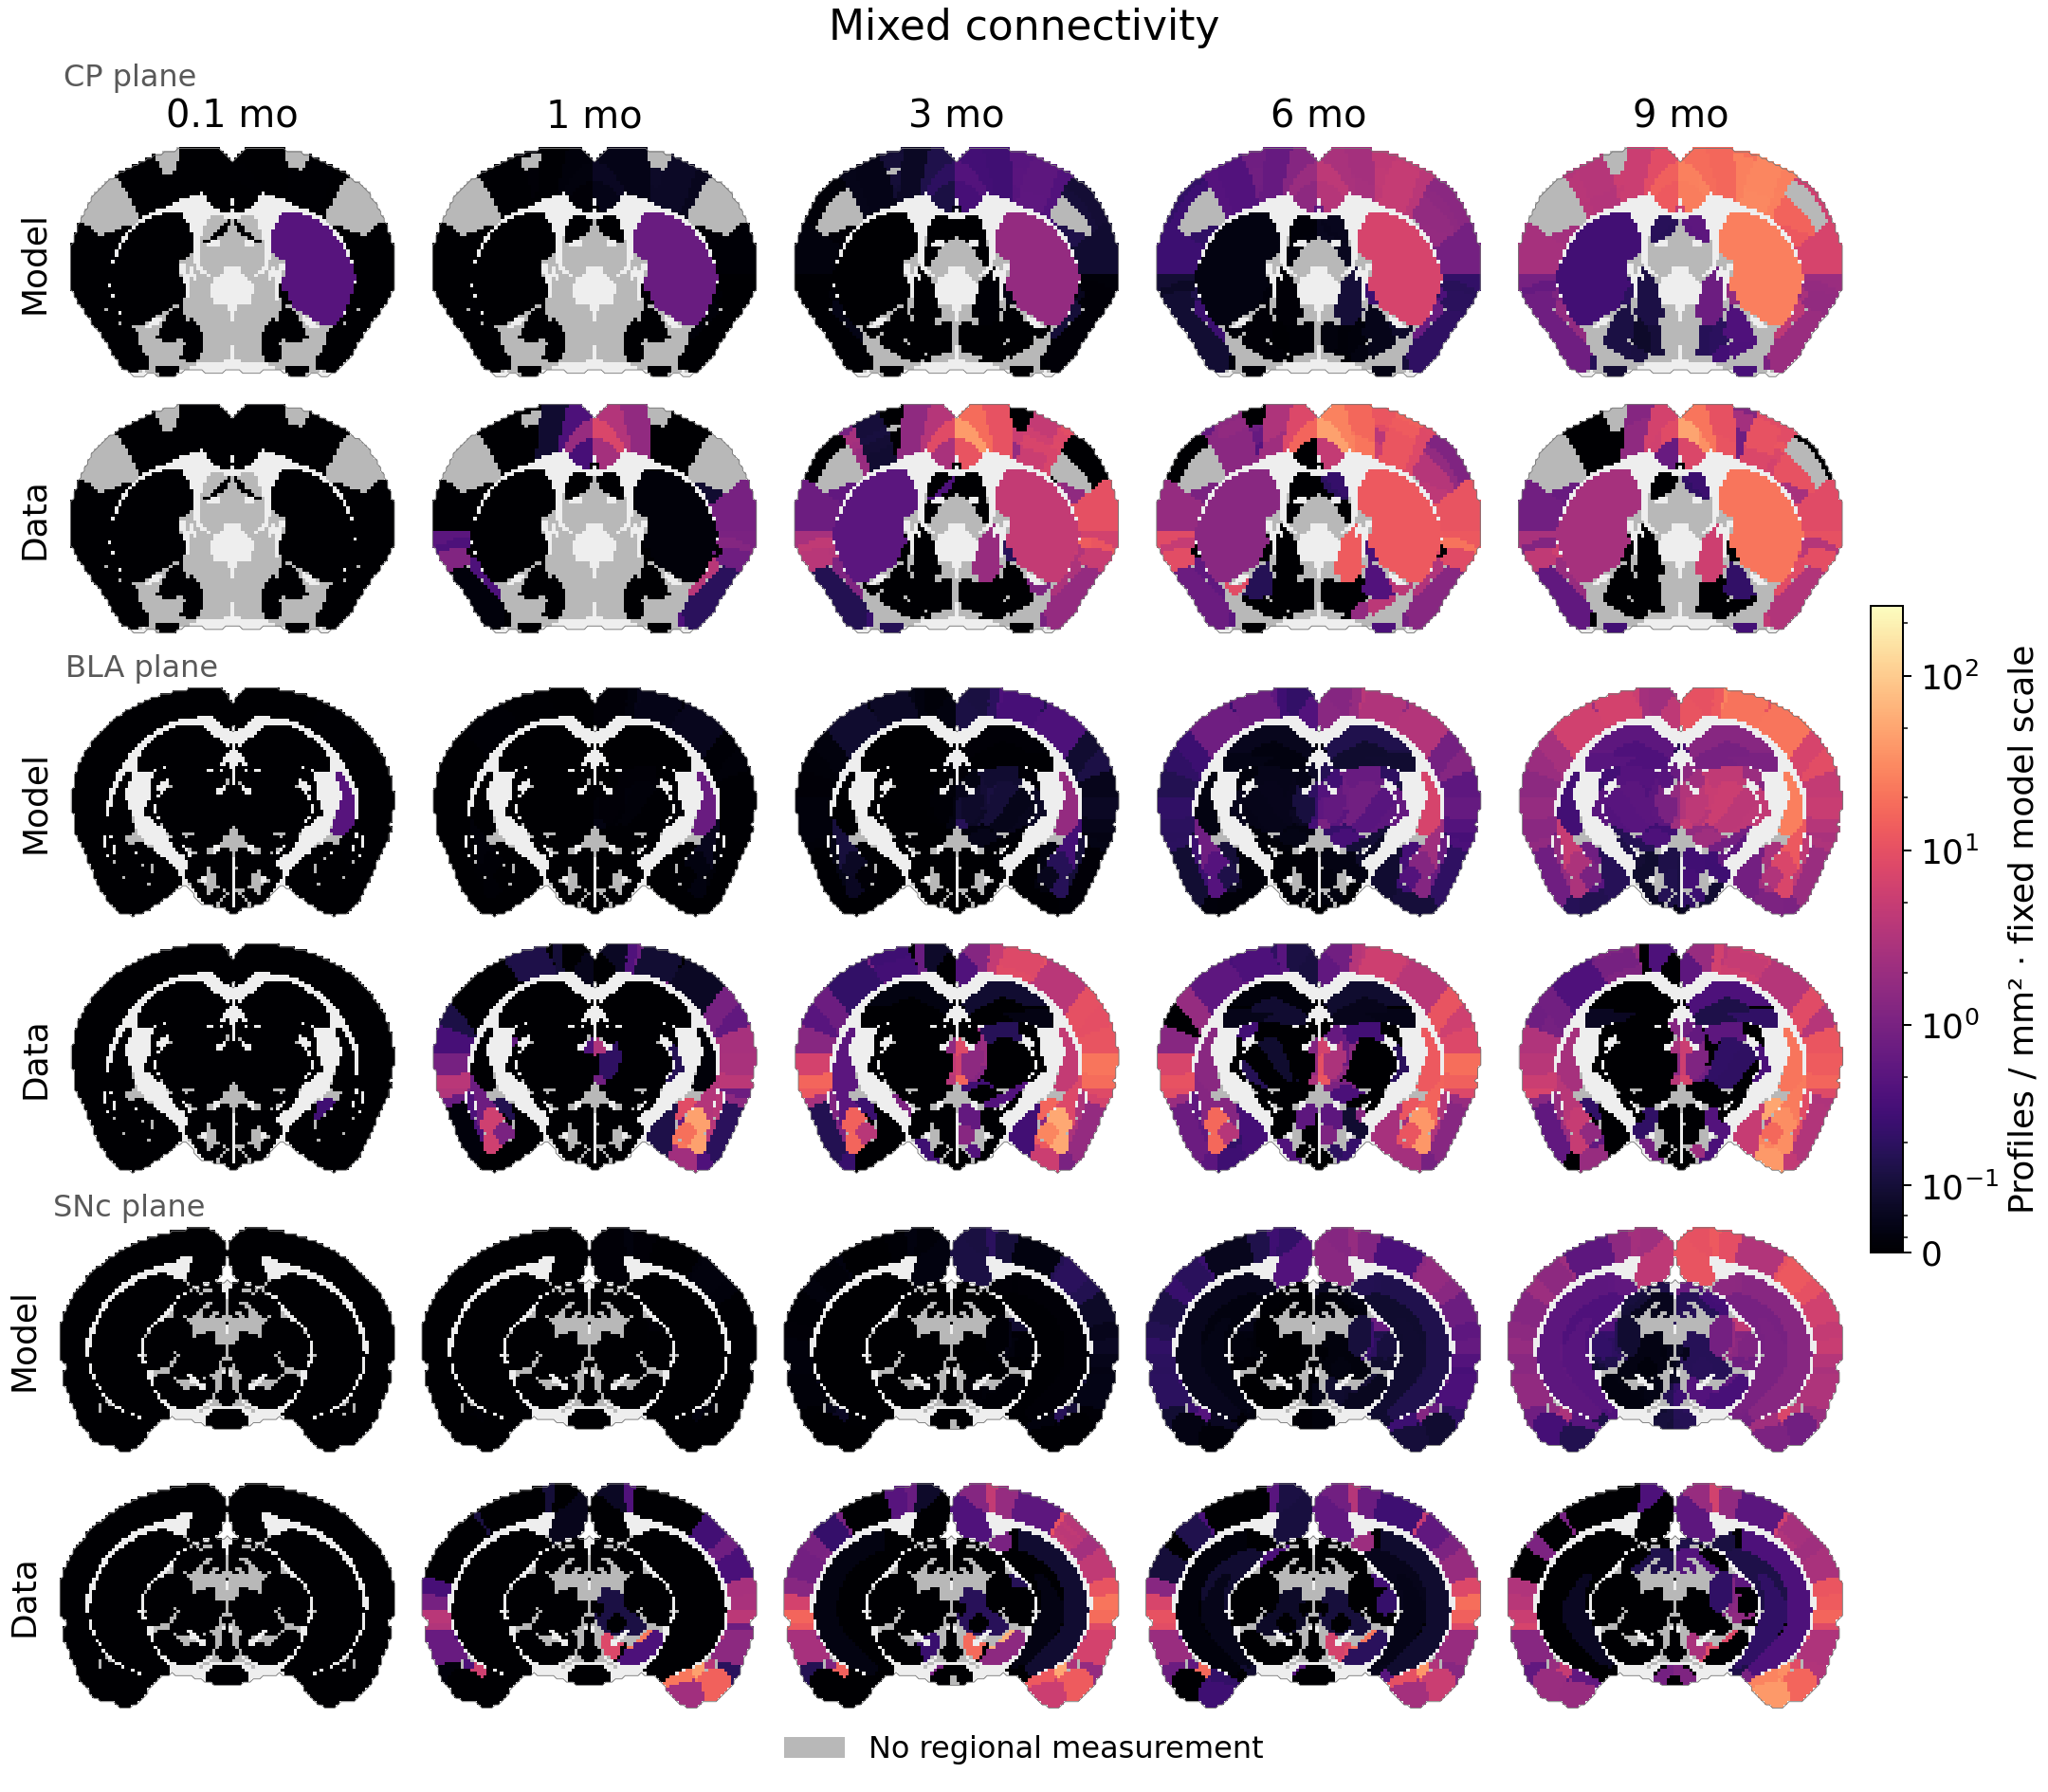 Mixed connectivity
CP plane
0.1 mo 1 mo 3 mo 6 mo 9 mo
Model
Data
BLA plane
Model
Data
SNc plane
Model
Data
10²
10¹
10⁰
10⁻¹
0
Profiles / mm² · fixed model scale
No regional measurement